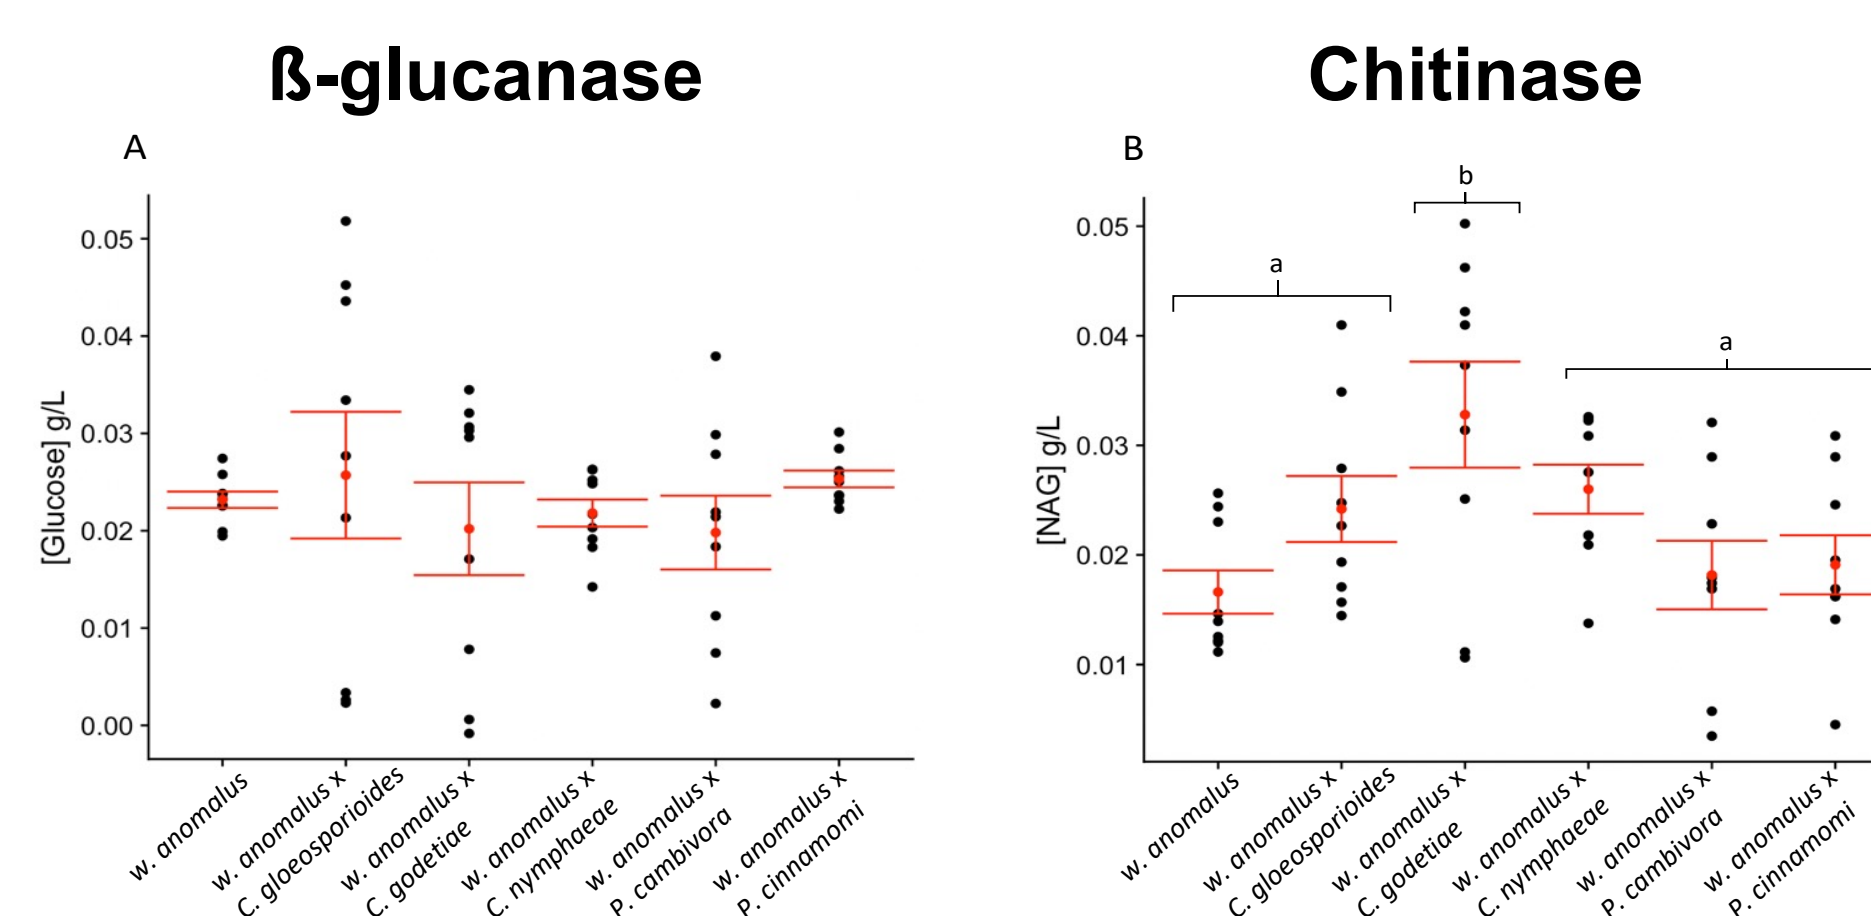 ß-glucanase
A
[Glucose] g/L
0.05
0.04
0.03
0.02
0.01
0.00
w. anomalus
w. anomalus x
C. gloeosporioides
w. anomalus x
C. godetiae
w. anomalus x
C. nymphaeae
w. anomalus x
P. cambivora
w. anomalus x
P. cinnamomi
Chitinase
B
b
a
a
[NAG] g/L
0.05
0.04
0.03
0.02
0.01
w. anomalus
w. anomalus x
C. gloeosporioides
w. anomalus x
C. godetiae
w. anomalus x
C. nymphaeae
w. anomalus x
P. cambivora
w. anomalus x
P. cinnamomi